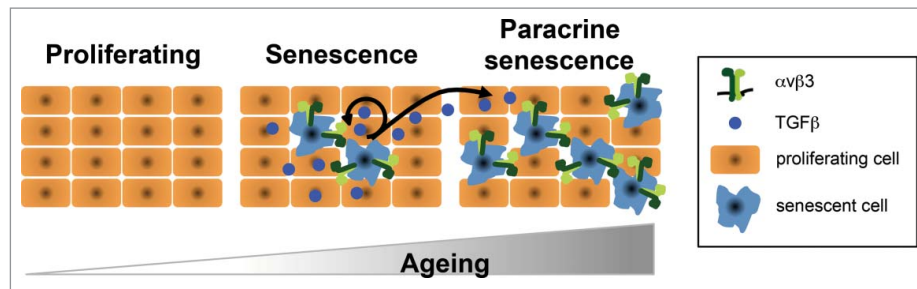 Proliferating
Senescence
Paracrine
senescence
Ageing
αvβ3
TGFβ
proliferating cell
senescent cell